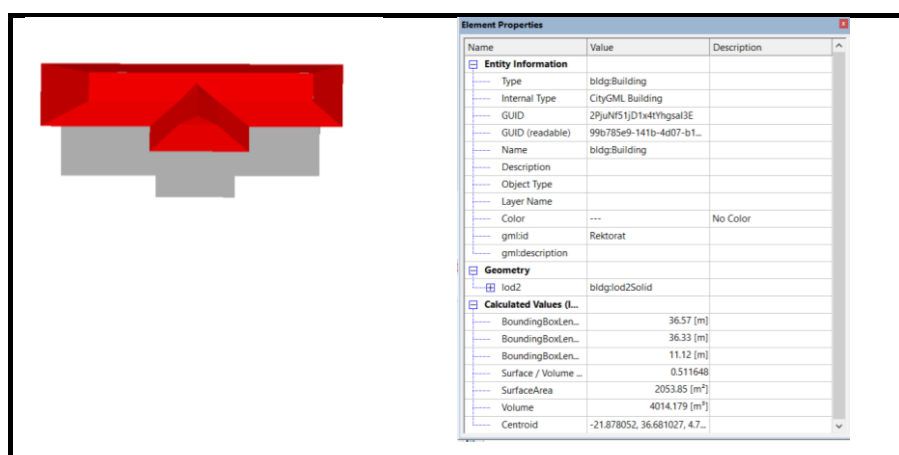 Element Properties
x
Name Value Description
Entity Information
Type bldg:Building
Internal Type CityGML Building
GUID 2PjuNf51jD1x4tYhgsaI3E
GUID (readable) 99b785e9-141b-4d07-b1...
Name bldg:Building
Description
Object Type
Layer Name
Color --- No Color
gml:id Rektorat
gml:description
Geometry
lod2 bldg:lod2Solid
Calculated Values (l...
BoundingBoxLen... 36.57 [m]
BoundingBoxLen... 36.33 [m]
BoundingBoxLen... 11.12 [m]
Surface / Volume ... 0.511648
SurfaceArea 2053.85 [m²]
Volume 4014.179 [m³]
Centroid -21.878052, 36.681027, 4.7...